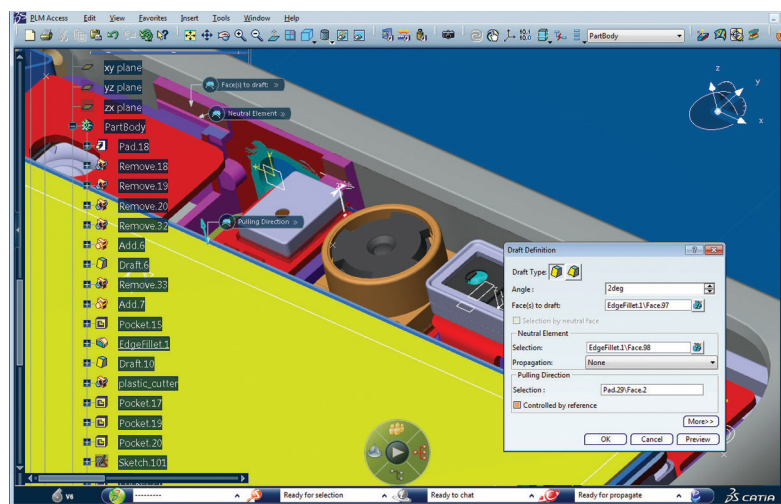 PLM Access Edit View Favorites Insert Tools Window Help
PartBody
xy plane
yz plane
zx plane
PartBody
Pad.18
Remove.18
Remove.19
Remove.20
Remove.32
Add.6
Draft.6
Remove.33
Add.7
Pocket.15
EdgeFillet.1
Draft.10
plastic_cutter
Pocket.17
Pocket.19
Pocket.20
Sketch.101
Face(s) to draft: »
Neutral Element »
Pulling Direction »
z
y
x
Draft Definition
Draft Type:
Angle : 2deg
Face(s) to draft: EdgeFillet.1\Face.97
Selection by neutral face
Neutral Element
Selection: EdgeFillet.1\Face.98
Propagation: None
Pulling Direction
Selection : Pad.29\Face.2
Controlled by reference
More>>
OK Cancel Preview
V6 --------- Ready for selection Ready to chat Ready for propagate CATIA